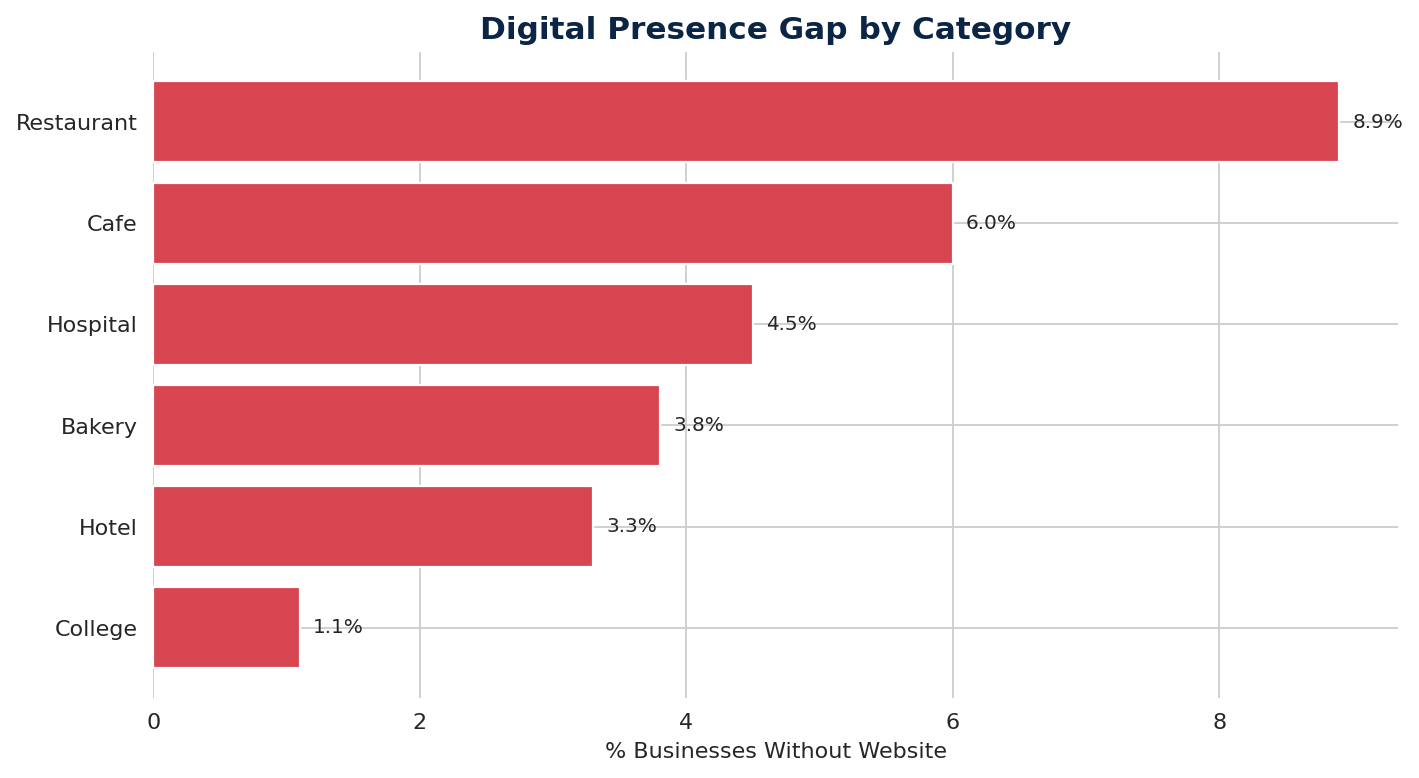 Digital Presence Gap by Category
Restaurant 8.9%
Cafe 6.0%
Hospital 4.5%
Bakery 3.8%
Hotel 3.3%
College 1.1%
0 2 4 6 8
% Businesses Without Website